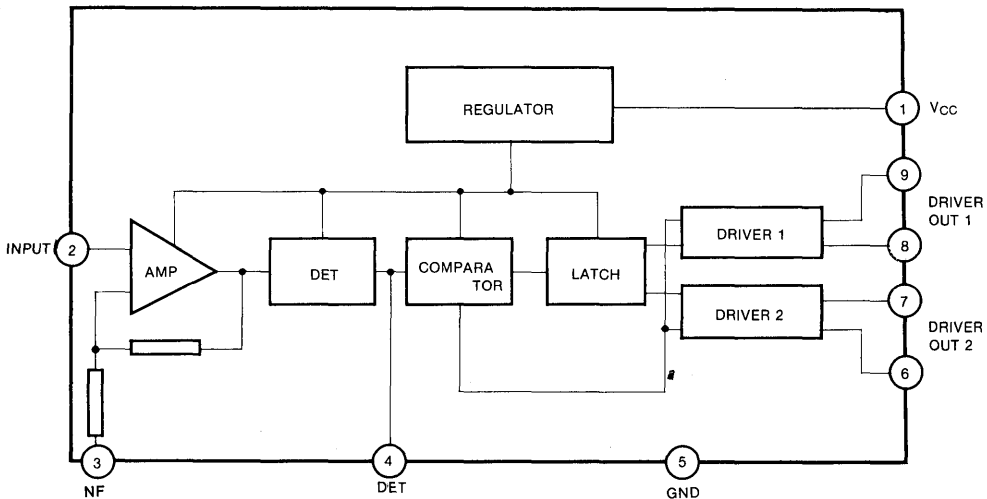 REGULATOR
1
VCC
9
DRIVER
OUT 1
DRIVER 1
8
INPUT
2
AMP
DET
COMPARA
TOR
LATCH
7
DRIVER 2
DRIVER
OUT 2
6
3
4
5
NF
DET
GND